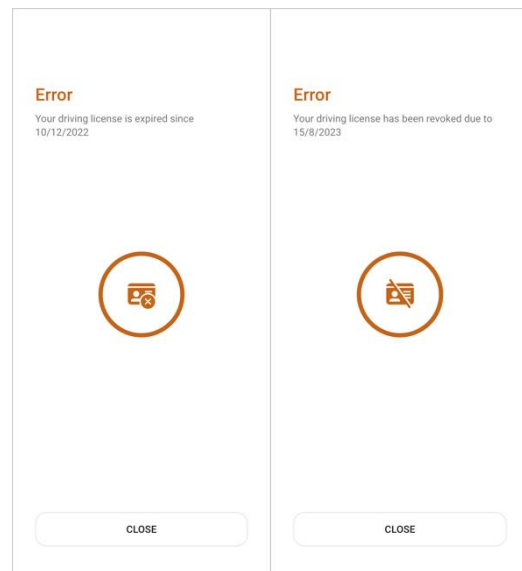 Error
Your driving license is expired since
10/12/2022
CLOSE
Error
Your driving license has been revoked due to
15/8/2023
CLOSE